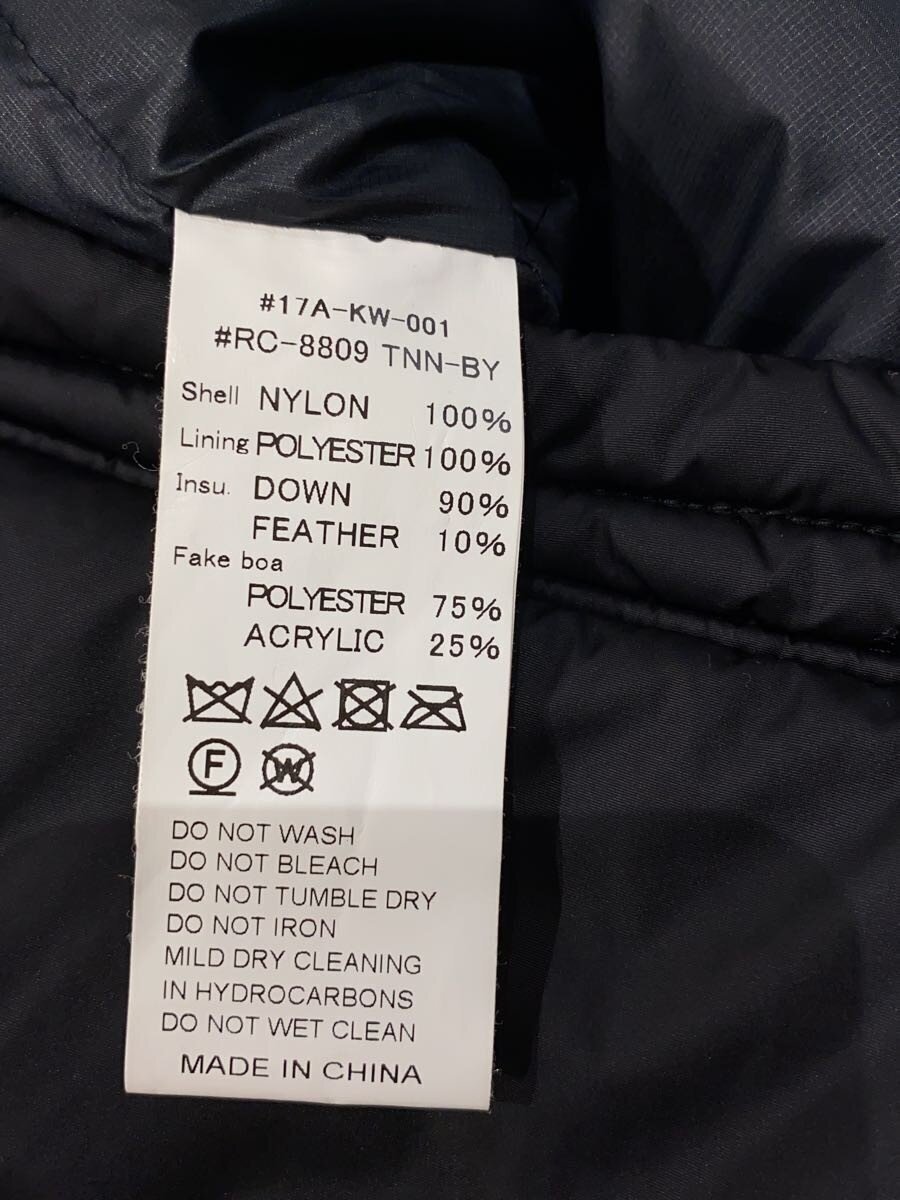 #17A-KW-001
#RC-8809 TNN-BY
Shell NYLON 100%
Lining POLYESTER 100%
Insu. DOWN 90%
FEATHER 10%
Fake boa
POLYESTER 75%
ACRYLIC 25%
F W
DO NOT WASH
DO NOT BLEACH
DO NOT TUMBLE DRY
DO NOT IRON
MILD DRY CLEANING
IN HYDROCARBONS
DO NOT WET CLEAN
MADE IN CHINA